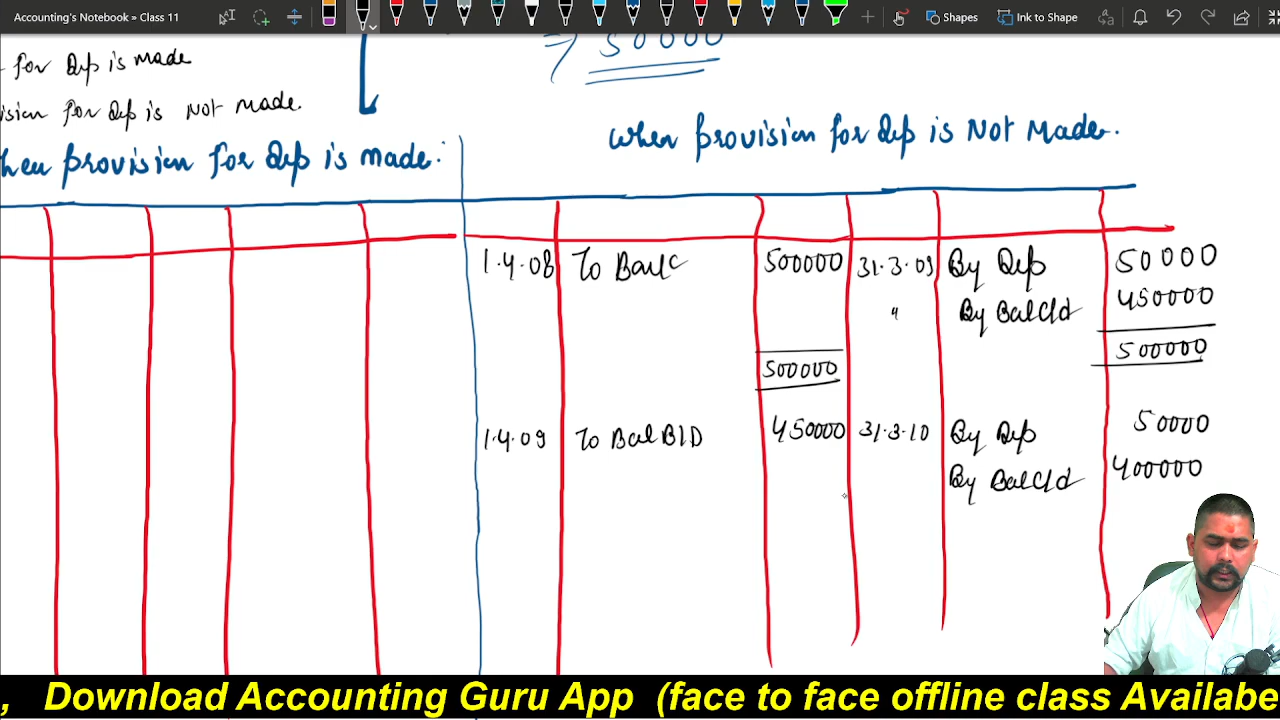 Accounting's Notebook » Class 11
Shapes
Ink to Shape
⇒ 50000
for Dep is made
ision for Dep is Not made.
hen provision for Dep is made:
when provision for Dep is Not Made.
1.4.08 To Ba/c 500000 31.3.09 By Dep 50000
" By Bal C/d 450000
500000 500000
1.4.09 To Bal B/D 450000 31.3.10 By Dep 50000
By Bal C/d 400000
, Download Accounting Guru App (face to face offline class Availabe